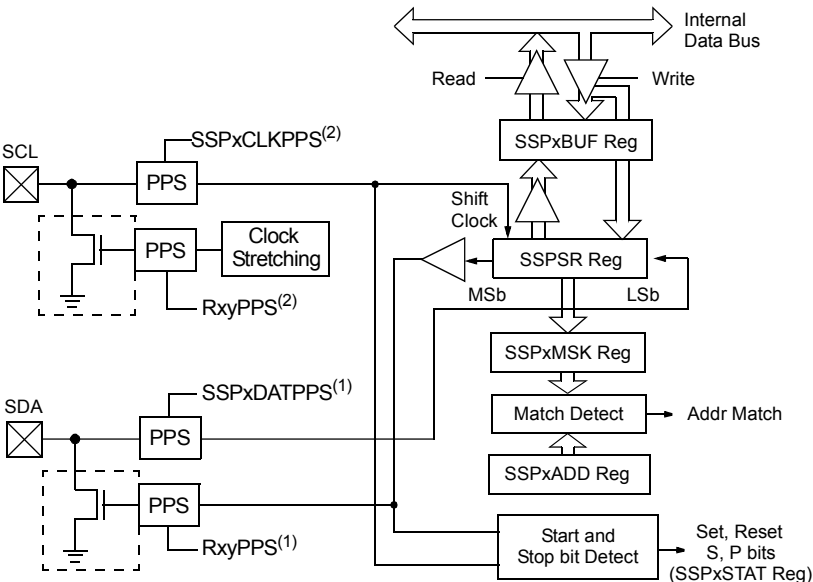 Internal
Data Bus
Read
Write
SSPxBUF Reg
SSPxCLKPPS(2)
SCL
PPS
Shift
Clock
PPS
Clock
Stretching
SSPSR Reg
MSb
LSb
RxyPPS(2)
SSPxMSK Reg
SSPxDATPPS(1)
SDA
PPS
Match Detect
Addr Match
SSPxADD Reg
PPS
RxyPPS(1)
Start and
Stop bit Detect
Set, Reset
S, P bits
(SSPxSTAT Reg)